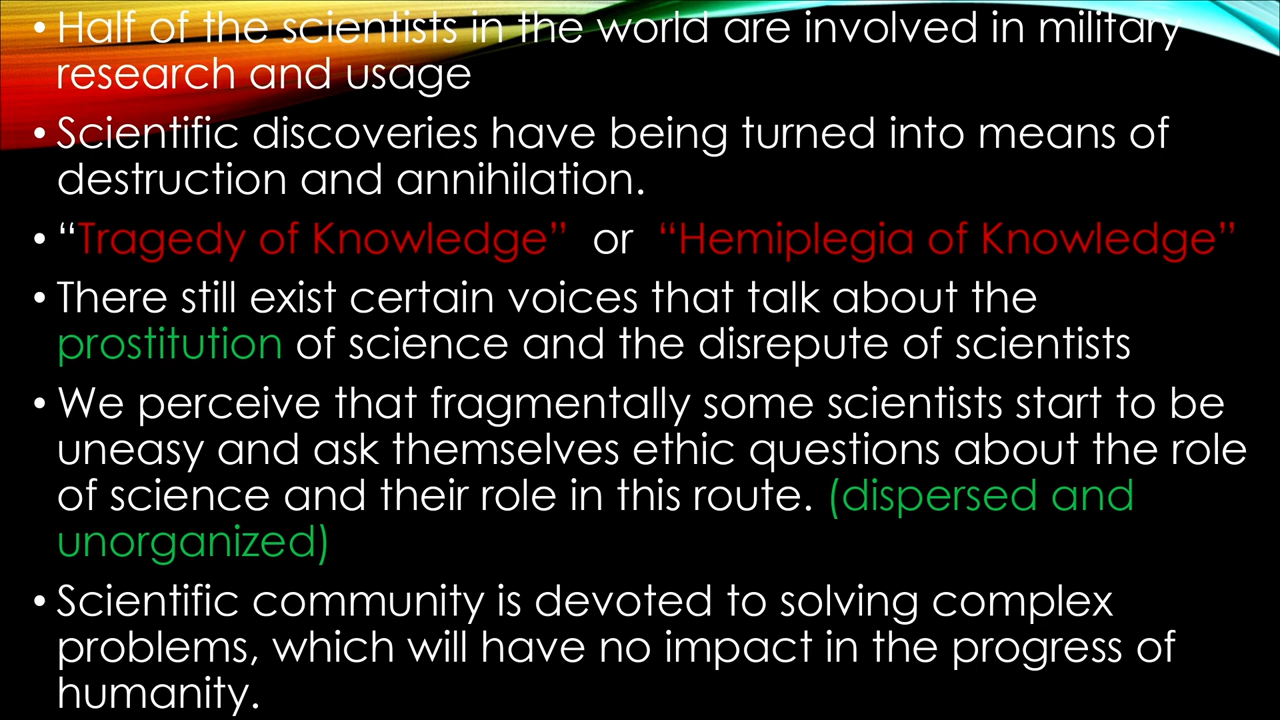 • Half of the scientists in the world are involved in military
research and usage
• Scientific discoveries have being turned into means of
destruction and annihilation.
• “Tragedy of Knowledge” or “Hemiplegia of Knowledge”
• There still exist certain voices that talk about the
prostitution of science and the disrepute of scientists
• We perceive that fragmentally some scientists start to be
uneasy and ask themselves ethic questions about the role
of science and their role in this route. (dispersed and
unorganized)
• Scientific community is devoted to solving complex
problems, which will have no impact in the progress of
humanity.